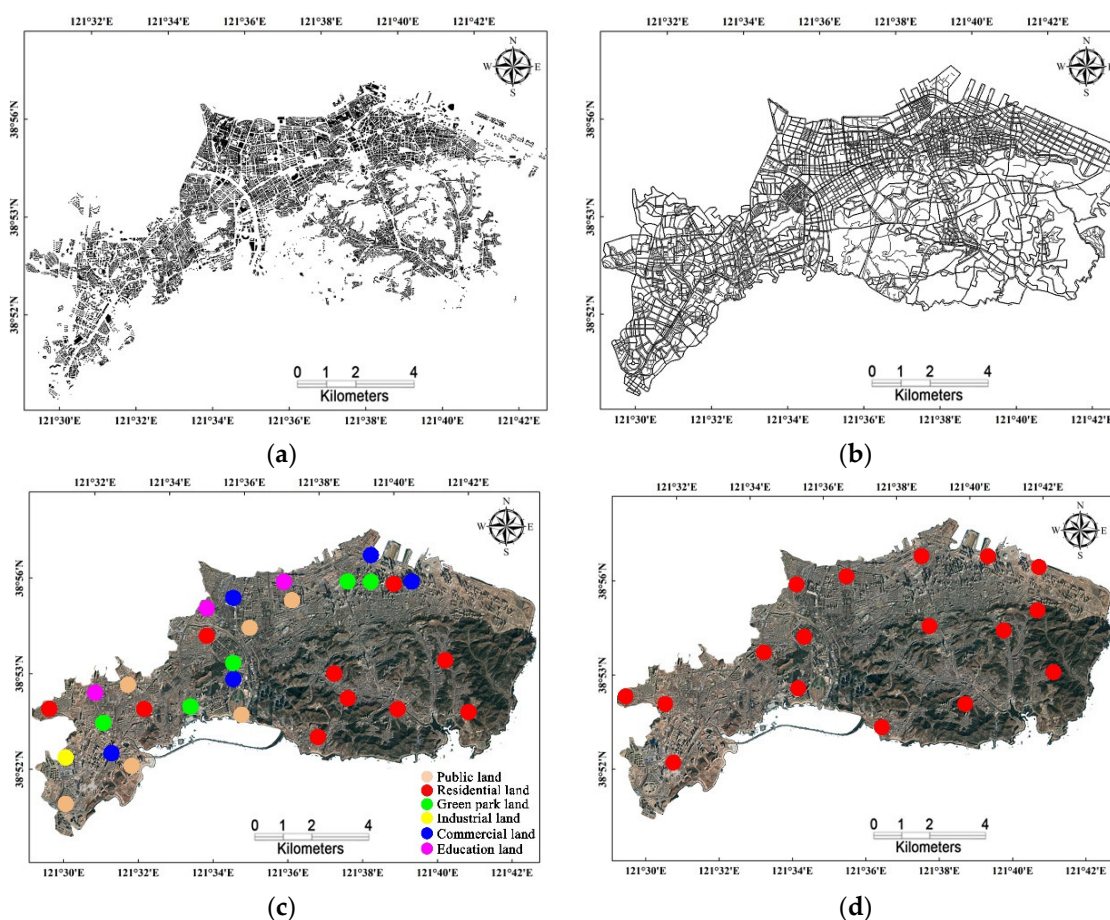 121°32′E 121°34′E 121°36′E 121°38′E 121°40′E
121°32′E 121°34′E 121°36′E 121°38′E 121°40′E 121°42′E
N
W E
S
N
W E
S
38°56′N
38°53′N
38°52′N
38°56′N
38°53′N
38°52′N
0 1 2 4
Kilometers
0 1 2 4
Kilometers
121°30′E 121°32′E 121°34′E 121°36′E 121°38′E 121°40′E 121°42′E
121°30′E 121°32′E 121°34′E 121°36′E 121°38′E 121°40′E 121°42′E
(a)
(b)
121°32′E 121°34′E 121°36′E 121°38′E 121°40′E 121°42′E
121°32′E 121°34′E 121°36′E 121°38′E 121°40′E 121°42′E
N
W E
S
N
W E
S
38°56′N
38°53′N
38°52′N
38°56′N
38°53′N
38°52′N
Public land
Residential land
Green park land
Industrial land
Commercial land
Education land
0 1 2 4
Kilometers
0 1 2 4
Kilometers
121°30′E 121°32′E 121°34′E 121°36′E 121°38′E 121°40′E 121°42′E
121°30′E 121°32′E 121°34′E 121°36′E 121°38′E 121°40′E 121°42′E
(c)
(d)